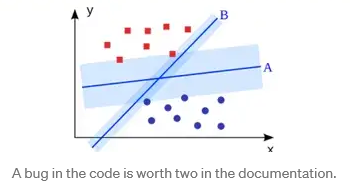 y
B
A
x
A bug in the code is worth two in the documentation.